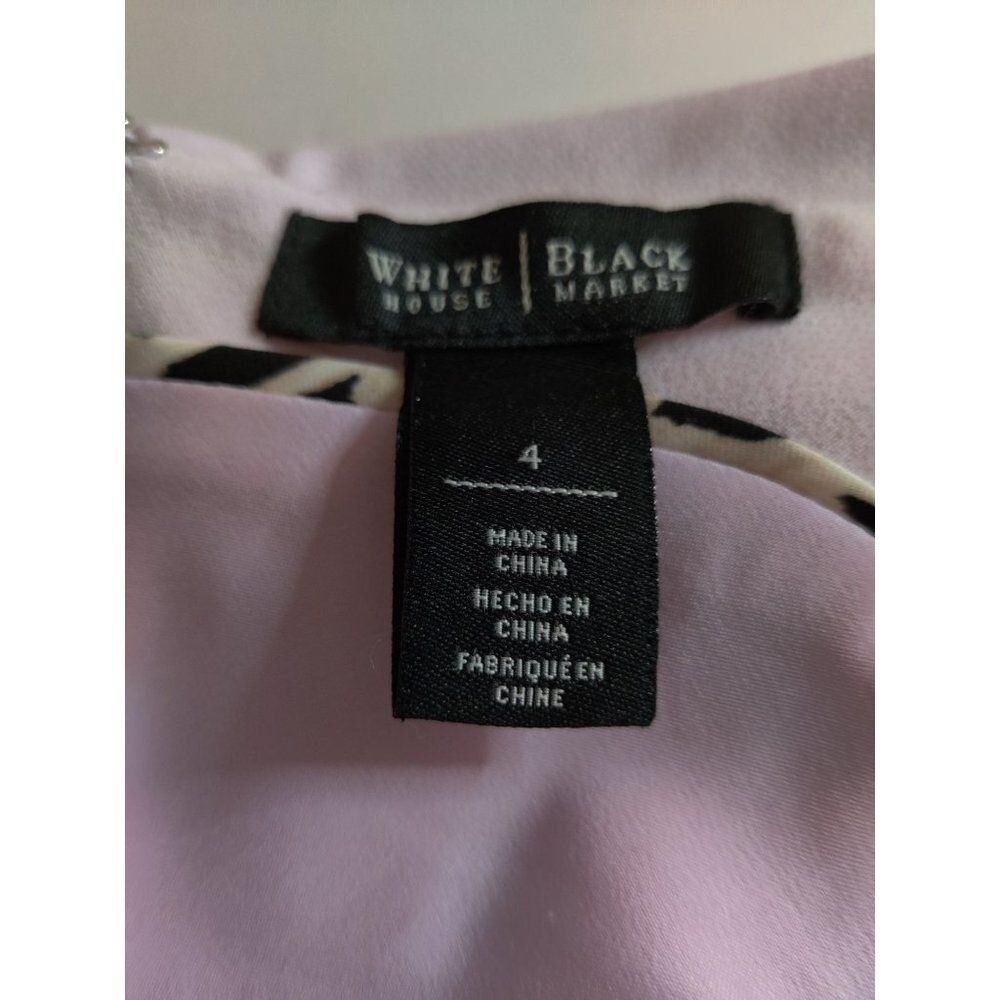 WHITE | BLACK
HOUSE | MARKET
4
MADE IN
CHINA
HECHO EN
CHINA
FABRIQUÉ EN
CHINE